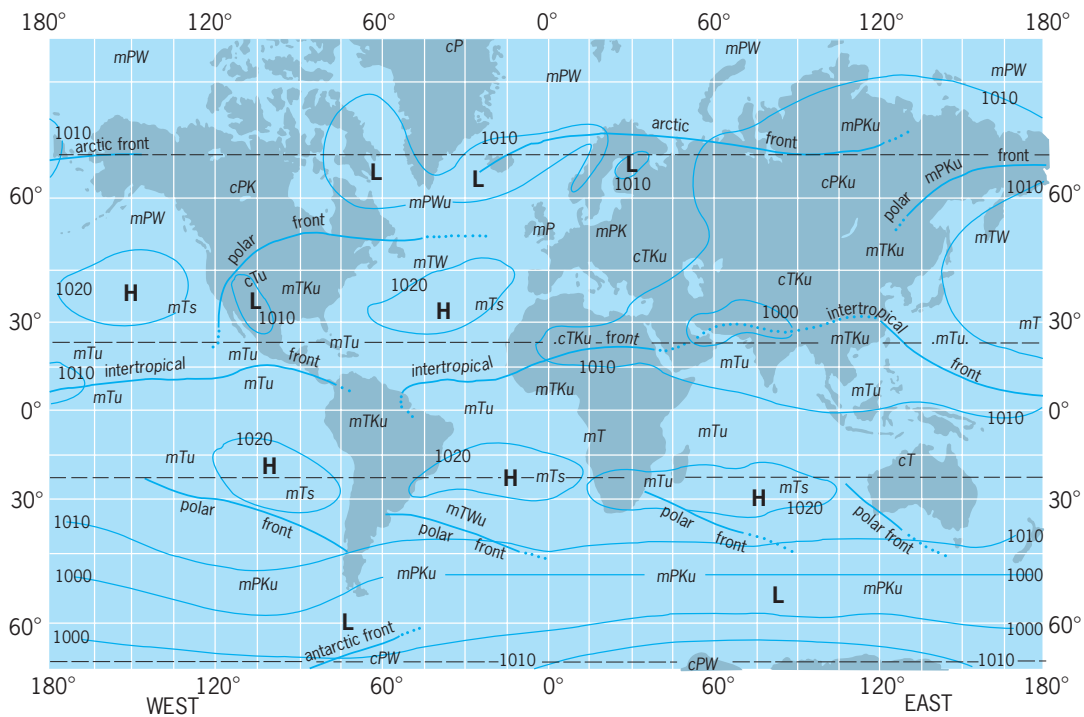 180° 120° 60° 0° 60° 120° 180°
mPW cP mPW mPW mPW
1010 1010
arctic front
1010 arctic front mPKu
L L L 1010
front
mPKu
polar
60° cPK cPKu 1010 60°
mPWu
mPW
polar front
mP mPK
mTKu mTW
mTW cTKu
cTu cTKu
1020 H mTs L mTKu 1020 H mTs
1010 1000
30° intertropical 30°
mT
mTu mTu mTu front cTKu front mTKu mTu
1010 intertropical mTu intertropical 1010 mTu front
mTu mTu mTKu mTu
0° mTKu mTu 1010 0°
mT mTu
1020 1020 cT
mTu H H mTs mTu mTs
mTs H 1020
30° 30°
polar front mTWu polar front polar front polar front
1010 1010
1000 mPKu mPKu mPKu mPKu 1000
L
60° 1000 L 1000 60°
antarctic front
cPW 1010 cPW 1010
180° 120° 60° 0° 60° 120° 180°
WEST EAST